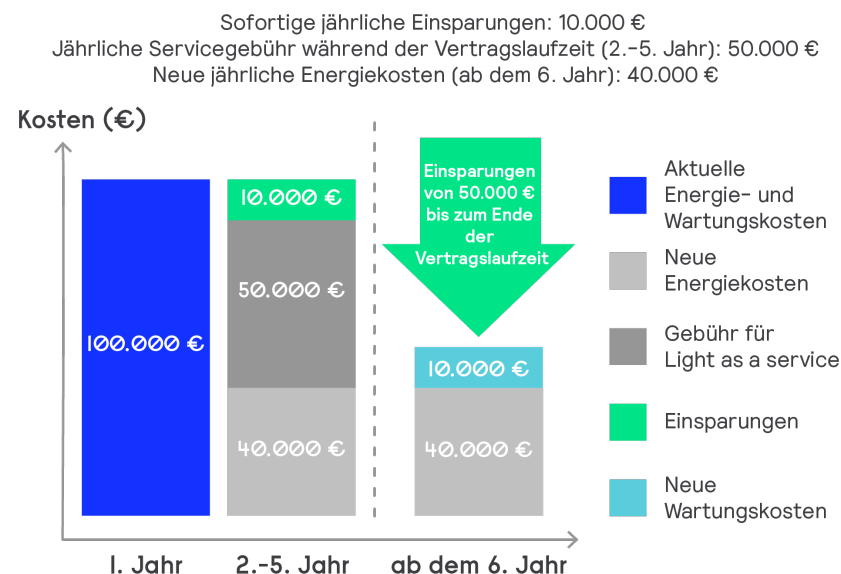 Sofortige jährliche Einsparungen: 10.000 €
Jährliche Servicegebühr während der Vertragslaufzeit (2.-5. Jahr): 50.000 €
Neue jährliche Energiekosten (ab dem 6. Jahr): 40.000 €
Kosten (€)
100.000 €
10.000 €
50.000 €
40.000 €
Einsparungen
von 50.000 €
bis zum Ende
der
Vertragslaufzeit
10.000 €
40.000 €
1. Jahr
2.-5. Jahr
ab dem 6. Jahr
Aktuelle
Energie- und
Wartungskosten
Neue
Energiekosten
Gebühr für
Light as a service
Einsparungen
Neue
Wartungskosten